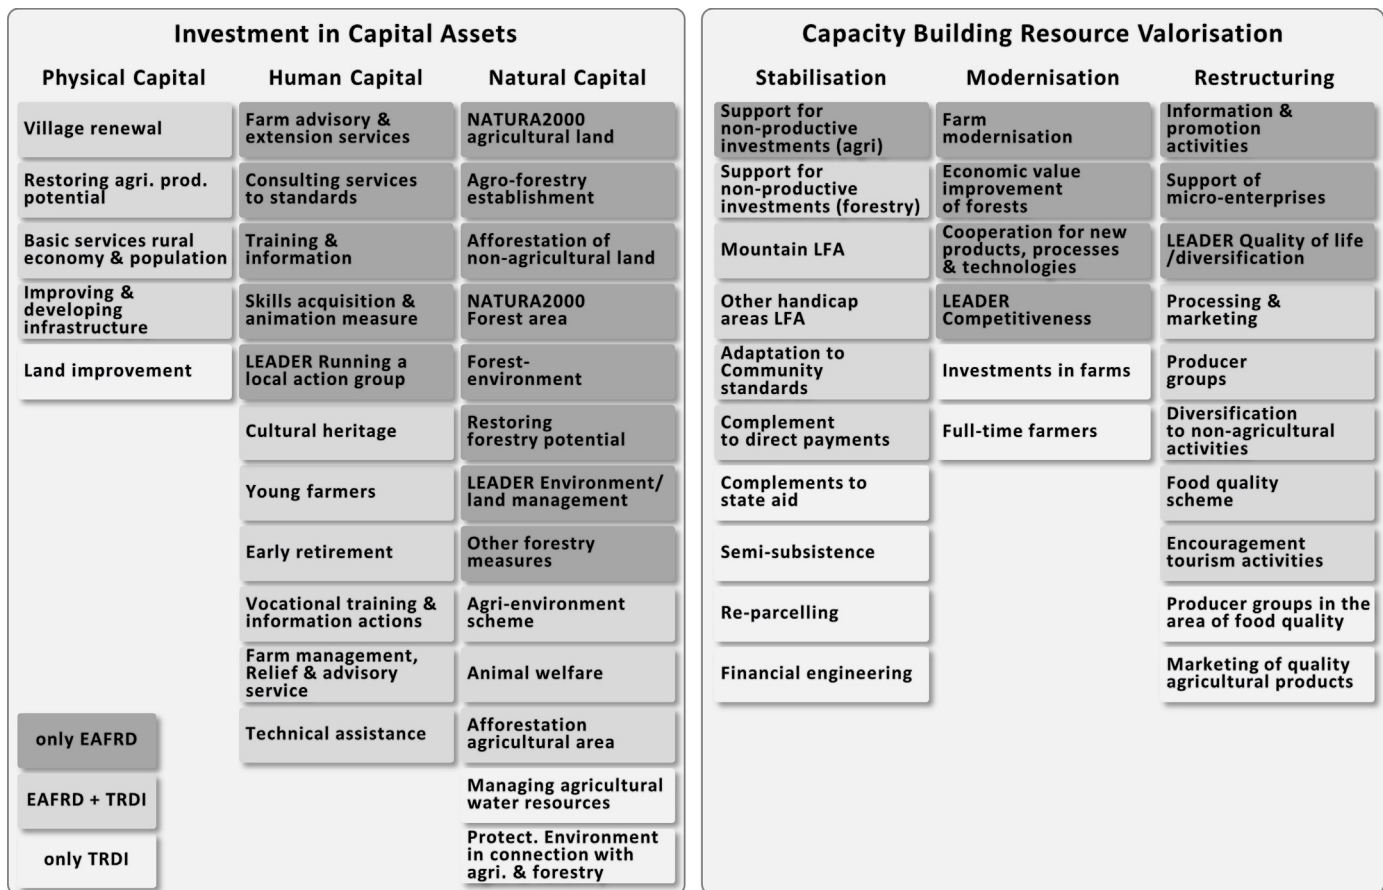 Investment in Capital Assets
Physical Capital
Village renewal
Restoring agri. prod.
potential
Basic services rural
economy & population
Improving &
developing
infrastructure
Land improvement
Human Capital
Farm advisory &
extension services
Consulting services
to standards
Training &
information
Skills acquisition &
animation measure
LEADER Running a
local action group
Cultural heritage
Young farmers
Early retirement
Vocational training &
information actions
Farm management,
Relief & advisory
service
Technical assistance
Natural Capital
NATURA2000
agricultural land
Agro-forestry
establishment
Afforestation of
non-agricultural land
NATURA2000
Forest area
Forest-
environment
Restoring
forestry potential
LEADER Environment/
land management
Other forestry
measures
Agri-environment
scheme
Animal welfare
Afforestation
agricultural area
Managing agricultural
water resources
Protect. Environment
in connection with
agri. & forestry
only EAFRD
EAFRD + TRDI
only TRDI
Capacity Building Resource Valorisation
Stabilisation
Support for
non-productive
investments (agri)
Support for
non-productive
investments (forestry)
Mountain LFA
Other handicap
areas LFA
Adaptation to
Community
standards
Complement
to direct payments
Complements to
state aid
Semi-subsistence
Re-parcelling
Financial engineering
Modernisation
Farm
modernisation
Economic value
improvement
of forests
Cooperation for new
products, processes
& technologies
LEADER
Competitiveness
Investments in farms
Full-time farmers
Restructuring
Information &
promotion
activities
Support of
micro-enterprises
LEADER Quality of life
/diversification
Processing &
marketing
Producer
groups
Diversification
to non-agricultural
activities
Food quality
scheme
Encouragement
tourism activities
Producer groups in the
area of food quality
Marketing of quality
agricultural products